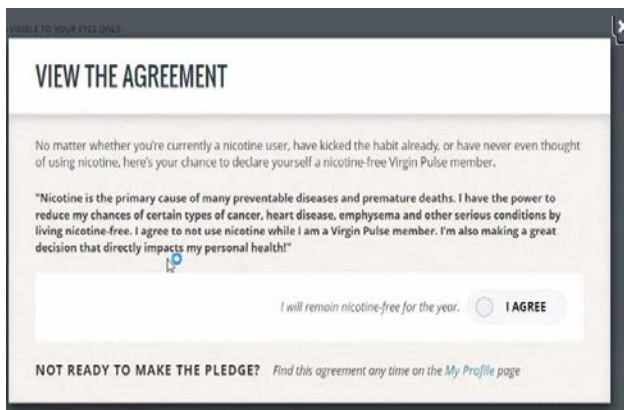 VISIBLE TO YOUR EYES ONLY
VIEW THE AGREEMENT
No matter whether you're currently a nicotine user, have kicked the habit already, or have never even thought
of using nicotine, here's your chance to declare yourself a nicotine-free Virgin Pulse member.
"Nicotine is the primary cause of many preventable diseases and premature deaths. I have the power to
reduce my chances of certain types of cancer, heart disease, emphysema and other serious conditions by
living nicotine-free. I agree to not use nicotine while I am a Virgin Pulse member. I'm also making a great
decision that directly impacts my personal health!"
I will remain nicotine-free for the year. I AGREE
NOT READY TO MAKE THE PLEDGE? Find this agreement any time on the My Profile page